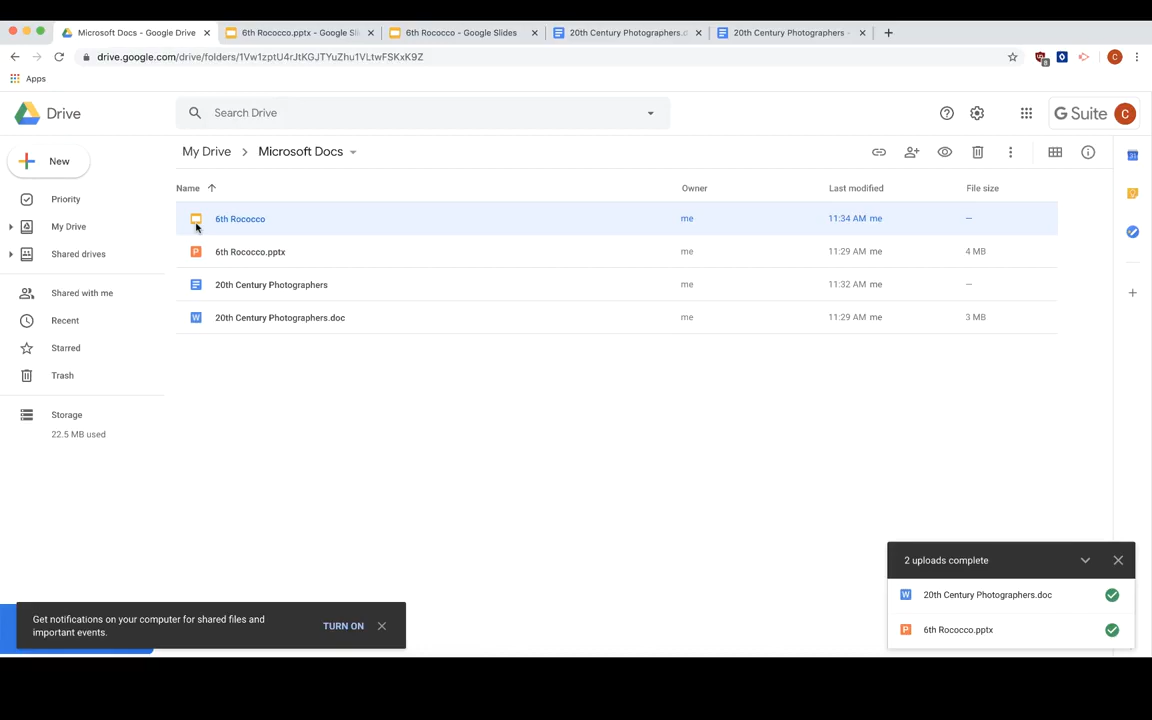 Microsoft Docs - Google Drive
6th Rococco.pptx - Google Sli
6th Rococco - Google Slides
20th Century Photographers.d
20th Century Photographers -
drive.google.com/drive/folders/1Vw1zptU4rJtKGJTYuZhu1VLtwFSKxK9Z
C
Apps
Drive
Search Drive
G Suite
C
New
My Drive
Microsoft Docs
Name
Owner
Last modified
File size
Priority
My Drive
Shared drives
Shared with me
Recent
Starred
Trash
Storage
22.5 MB used
6th Rococco
me
11:34 AM me
—
P
6th Rococco.pptx
me
11:29 AM me
4 MB
20th Century Photographers
me
11:32 AM me
—
W
20th Century Photographers.doc
me
11:29 AM me
3 MB
2 uploads complete
W
20th Century Photographers.doc
P
6th Rococco.pptx
Get notifications on your computer for shared files and
important events.
TURN ON